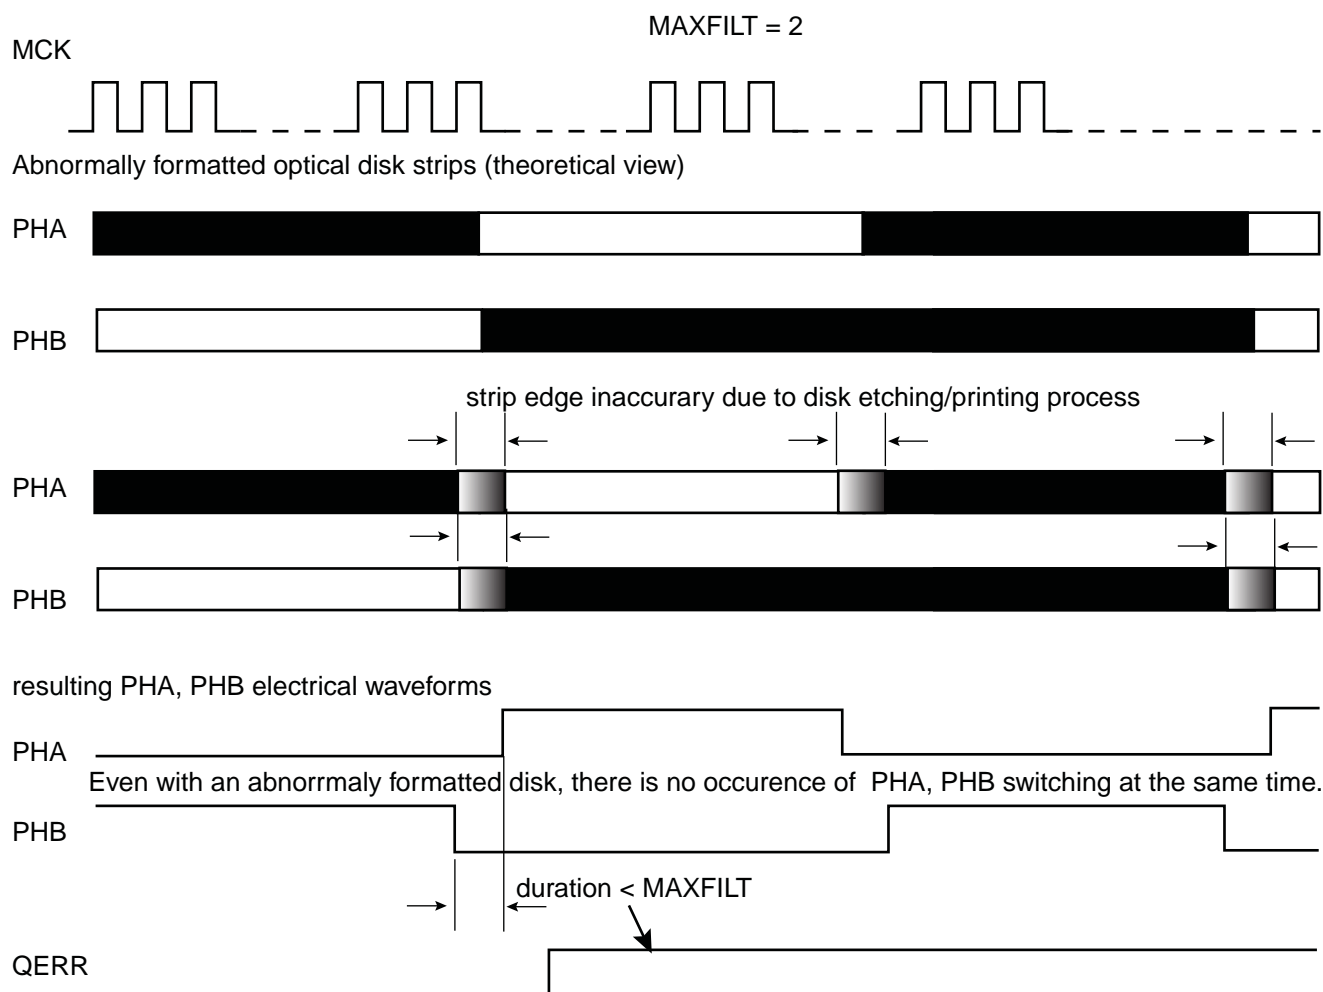 MAXFILT = 2
MCK
Abnormally formatted optical disk strips (theoretical view)
PHA
PHB
strip edge inaccurary due to disk etching/printing process
PHA
PHB
resulting PHA, PHB electrical waveforms
PHA
Even with an abnorrmaly formatted disk, there is no occurence of PHA, PHB switching at the same time.
PHB
duration < MAXFILT
QERR